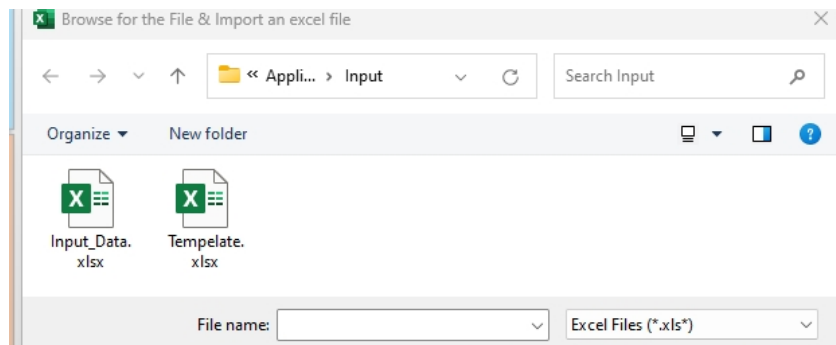 Browse for the File & Import an excel file
« Appli... › Input
Search Input
Organize
New folder
Input_Data.
xlsx
Tempelate.
xlsx
File name:
Excel Files (*.xls*)